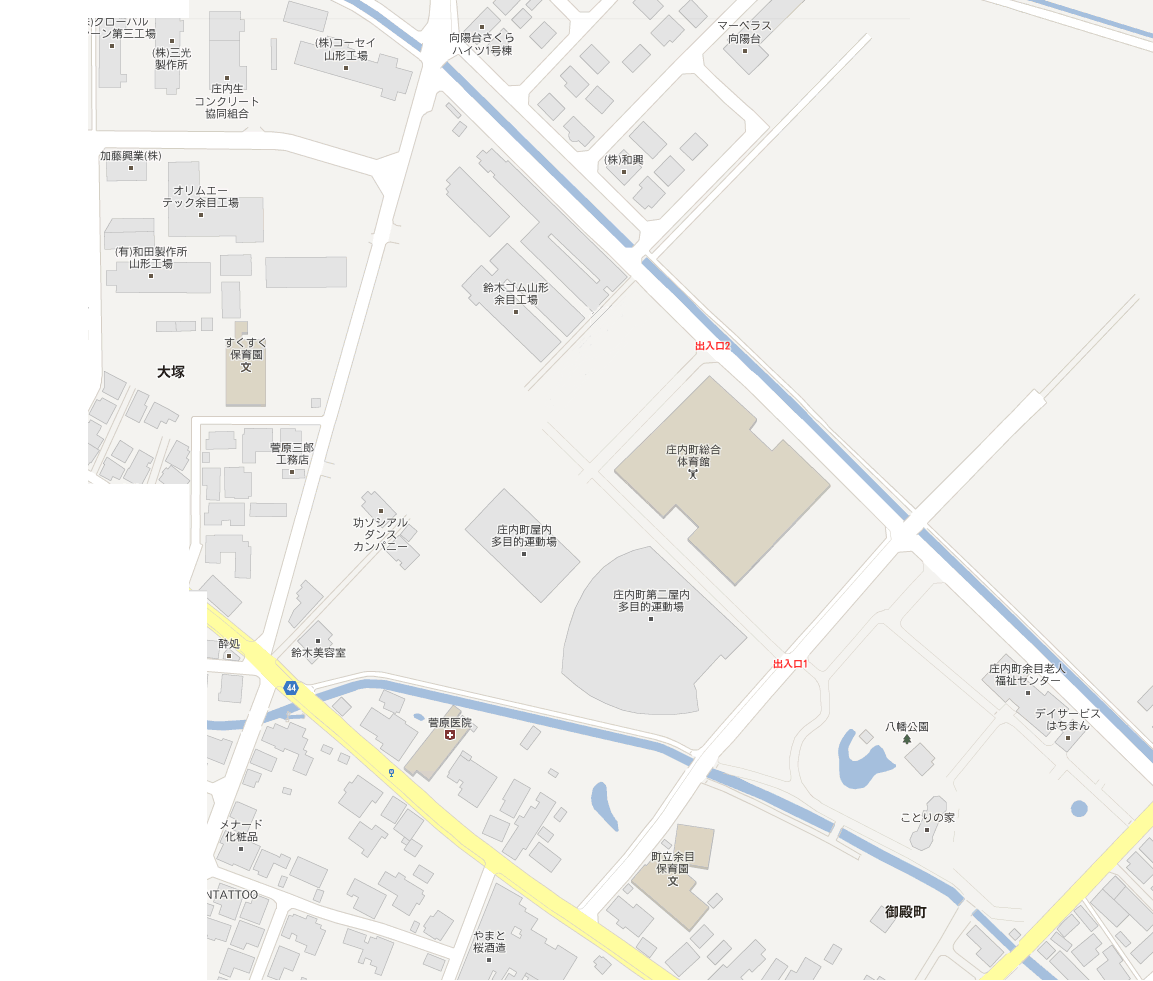 )クローハル
ーン第三工場
(株)三光
製作所
庄内生
コンクリート
協同組合
(株)コーセイ
山形工場
向陽台さくら
ハイツ1号棟
マーベラス
向陽台
(株)和興
加藤興業(株)
オリムエー
テック余目工場
(有)和田製作所
山形工場
鈴木ゴム山形
余目工場
すくすく
保育園
文
大塚
出入口2
菅原三郎
工務店
庄内町総合
体育館
功ソシアル
ダンス
カンパニー
庄内町屋内
多目的運動場
庄内町第二屋内
多目的運動場
酔処
鈴木美容室
44
出入口1
庄内町余目老人
福祉センター
デイサービス
はちまん
菅原医院
八幡公園
メナード
化粧品
ことりの家
町立余目
保育園
文
NTATTOO
御殿町
やまと
桜酒造